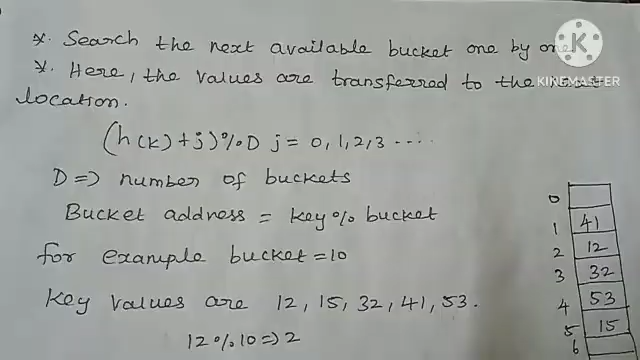 * Search the next available bucket one by one
* Here, the values are transferred to the next
location.
(h(k) + j) % D j = 0, 1, 2, 3 ....
D => number of buckets
Bucket address = key % bucket
for example bucket = 10
Key values are 12, 15, 32, 41, 53.
12 % 10 => 2
0
1 41
2 12
3 32
4 53
5 15
6
KINEMASTER